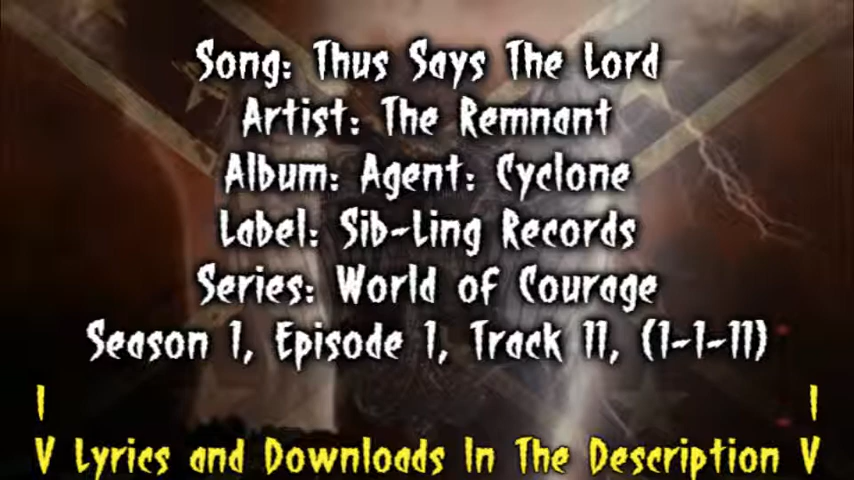 Song: Thus Says The Lord
Artist: The Remnant
Album: Agent: Cyclone
Label: Sib-Ling Records
Series: World of Courage
Season 1, Episode 1, Track 11, (1-1-11)
| |
V Lyrics and Downloads In The Description V